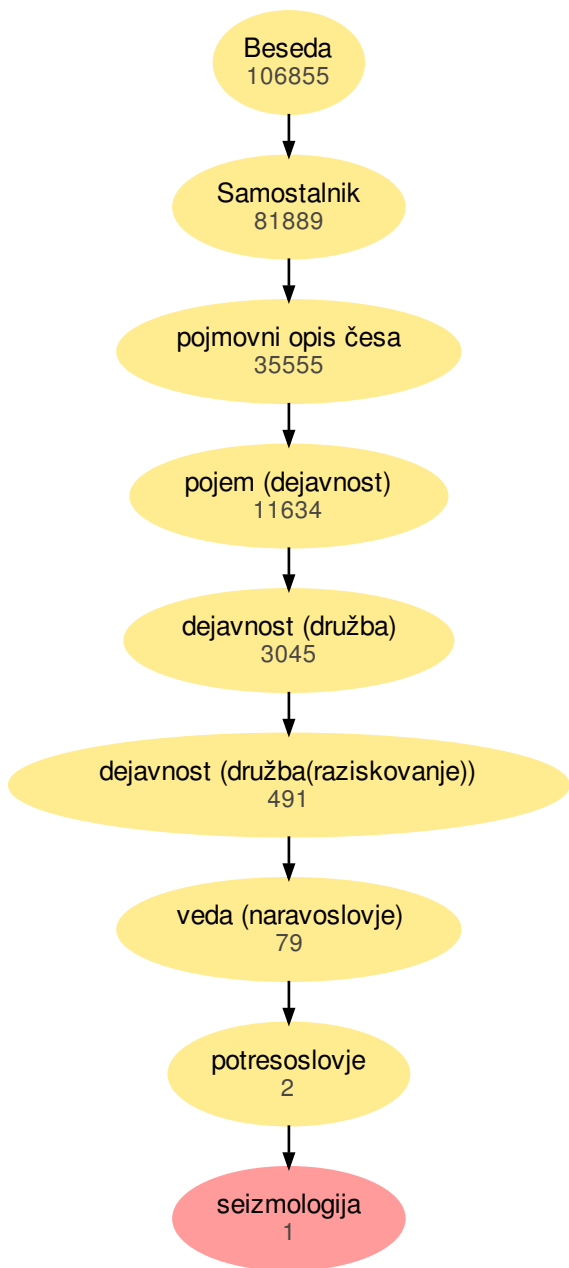 Beseda
106855
Samostalnik
81889
pojmovni opis česa
35555
pojem (dejavnost)
11634
dejavnost (družba)
3045
dejavnost (družba(raziskovanje))
491
veda (naravoslovje)
79
potresoslovje
2
seizmologija
1